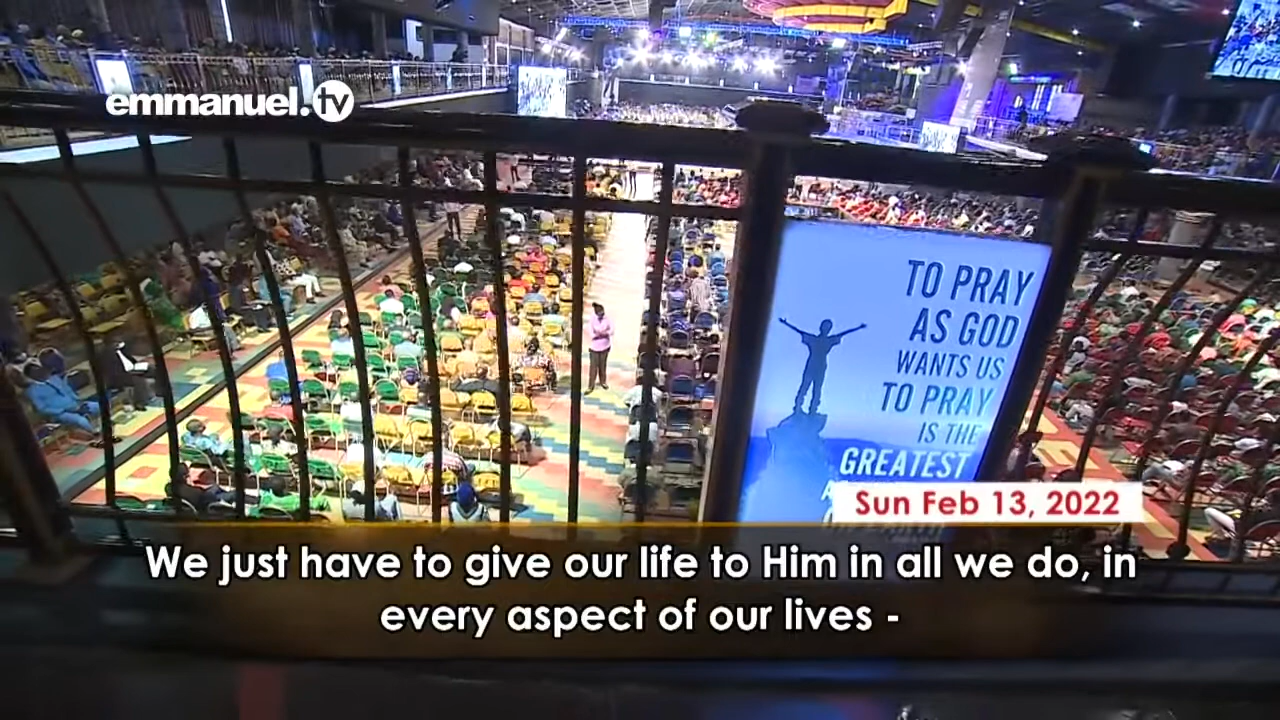 emmanuel.tv
TO PRAY
AS GOD
WANTS US
TO PRAY
IS THE
GREATEST
Sun Feb 13, 2022
We just have to give our life to Him in all we do, in
every aspect of our lives -